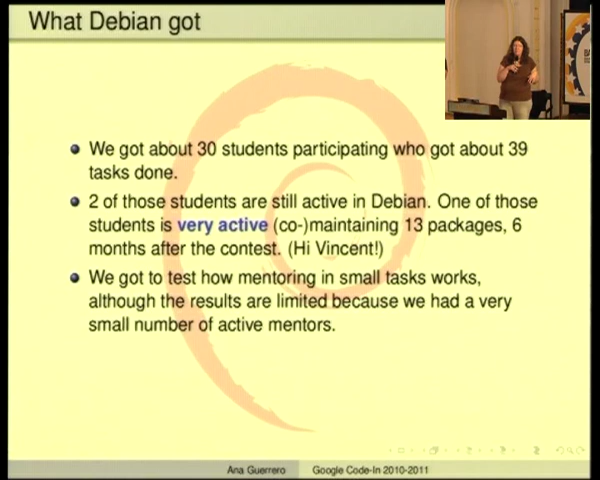 What Debian got
We got about 30 students participating who got about 39
tasks done.
2 of those students are still active in Debian. One of those
students is very active (co-)maintaining 13 packages, 6
months after the contest. (Hi Vincent!)
We got to test how mentoring in small tasks works,
although the results are limited because we had a very
small number of active mentors.
Ana Guerrero Google Code-In 2010-2011